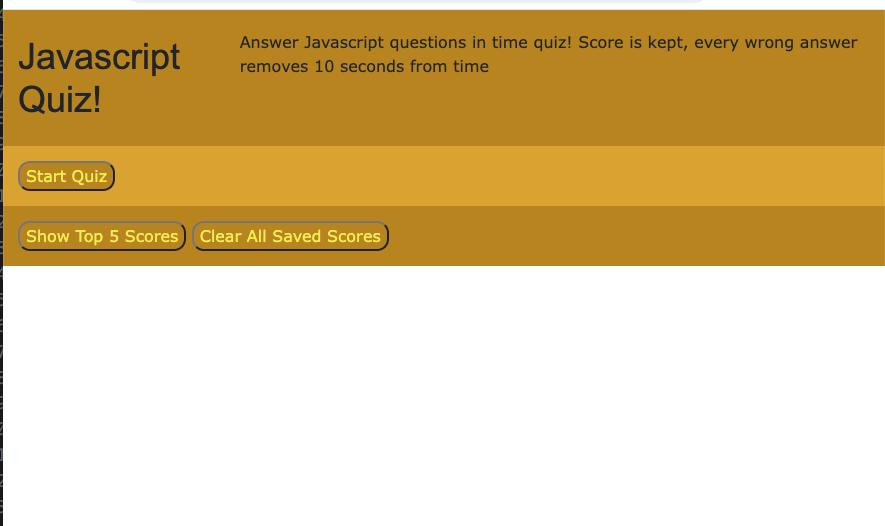 Javascript
Quiz!
Answer Javascript questions in time quiz! Score is kept, every wrong answer
removes 10 seconds from time
Start Quiz
Show Top 5 Scores
Clear All Saved Scores